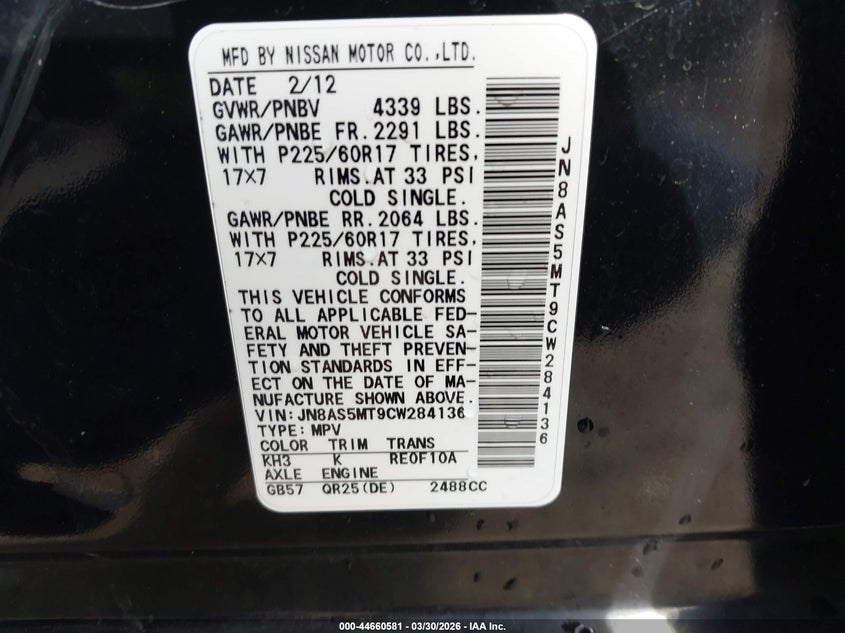 MFD BY NISSAN MOTOR CO.,LTD.
DATE 2/12
GVWR/PNBV 4339 LBS.
GAWR/PNBE FR. 2291 LBS.
WITH P225/60R17 TIRES,
17×7 RIMS.AT 33 PSI
COLD SINGLE.
GAWR/PNBE RR. 2064 LBS.
WITH P225/60R17 TIRES,
17×7 RIMS.AT 33 PSI
COLD SINGLE.
THIS VEHICLE CONFORMS
TO ALL APPLICABLE FED-
ERAL MOTOR VEHICLE SA-
FETY AND THEFT PREVEN-
TION STANDARDS IN EFF-
ECT ON THE DATE OF MA-
NUFACTURE SHOWN ABOVE.
VIN:JN8AS5MT9CW284136
TYPE:MPV
COLOR TRIM TRANS
KH3 K RE0F10A
AXLE ENGINE
GB57 QR25(DE) 2488CC
JN8AS5MT9CW284136
000-44660581 - 03/30/2026 - IAA Inc.